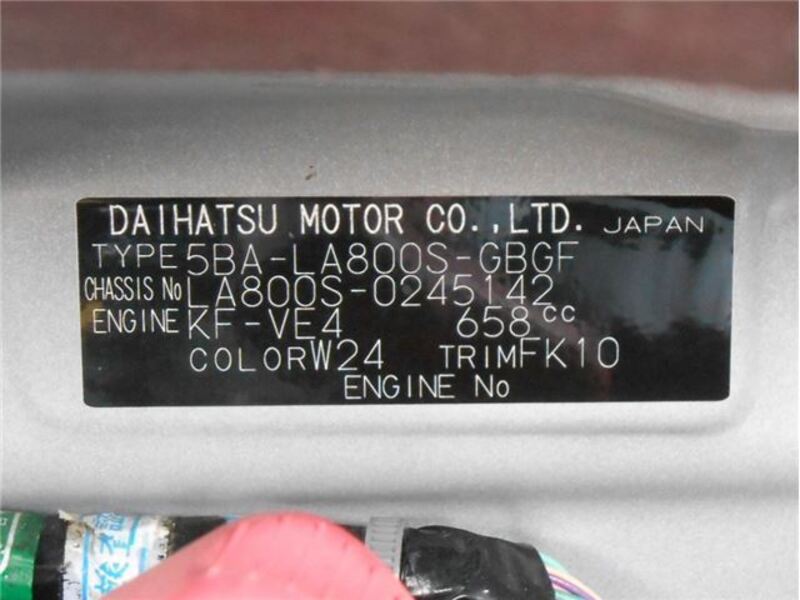 DAIHATSU MOTOR CO.,LTD. JAPAN
TYPE 5BA-LA800S-GBGF
CHASSIS No LA800S-0245142
ENGINE KF-VE4 658cc
COLOR W24 TRIM FK10
ENGINE No